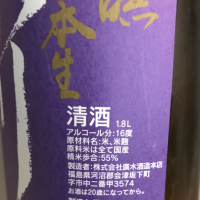 本生
清酒 1.8L
アルコール分:16度
原材料名:米、米麹
原料米は全て国産
精米歩合:55%
製造者:株式会社廣木酒造本店
福島県河沼郡会津坂下町
字市中二番甲3574
お酒は20歳になってから。